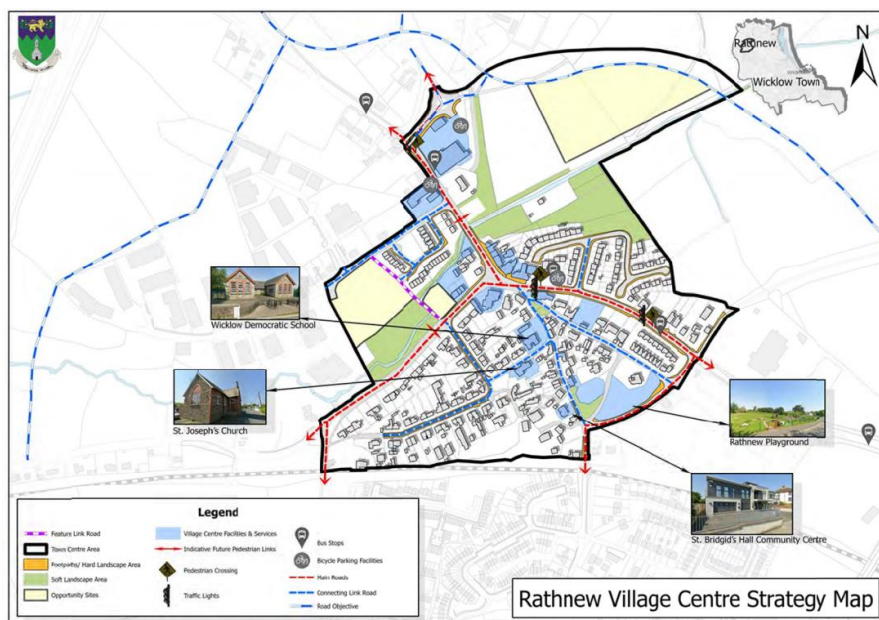 N
Rathnew
Wicklow Town
Wicklow Democratic School
St. Joseph's Church
Rathnew Playground
St. Bridgid's Hall Community Centre
Legend
Feature Link Road
Town Centre Area
Footpaths/ Hard Landscape Area
Soft Landscape Area
Opportunity Sites
Village Centre Facilities & Services
Indicative Future Pedestrian Links
Pedestrian Crossing
Traffic Lights
Bus Stops
Bicycle Parking Facilities
Main Roads
Connecting Link Road
Road Objective
Rathnew Village Centre Strategy Map